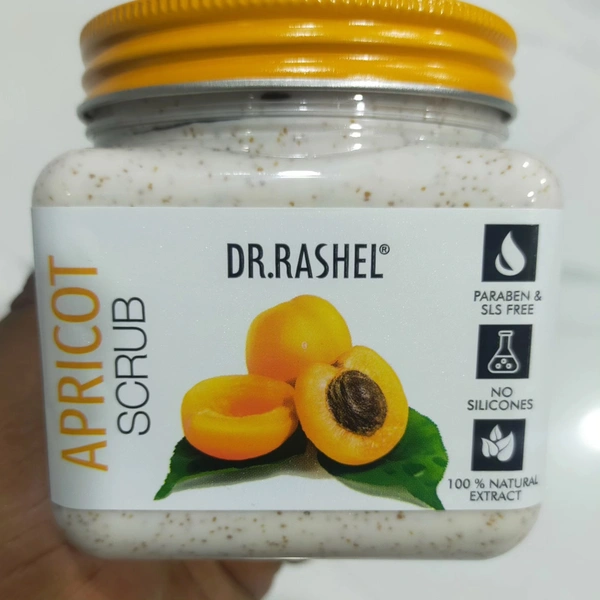 APRICOT
SCRUB
DR.RASHEL®
PARABEN &
SLS FREE
NO
SILICONES
100 % NATURAL
EXTRACT